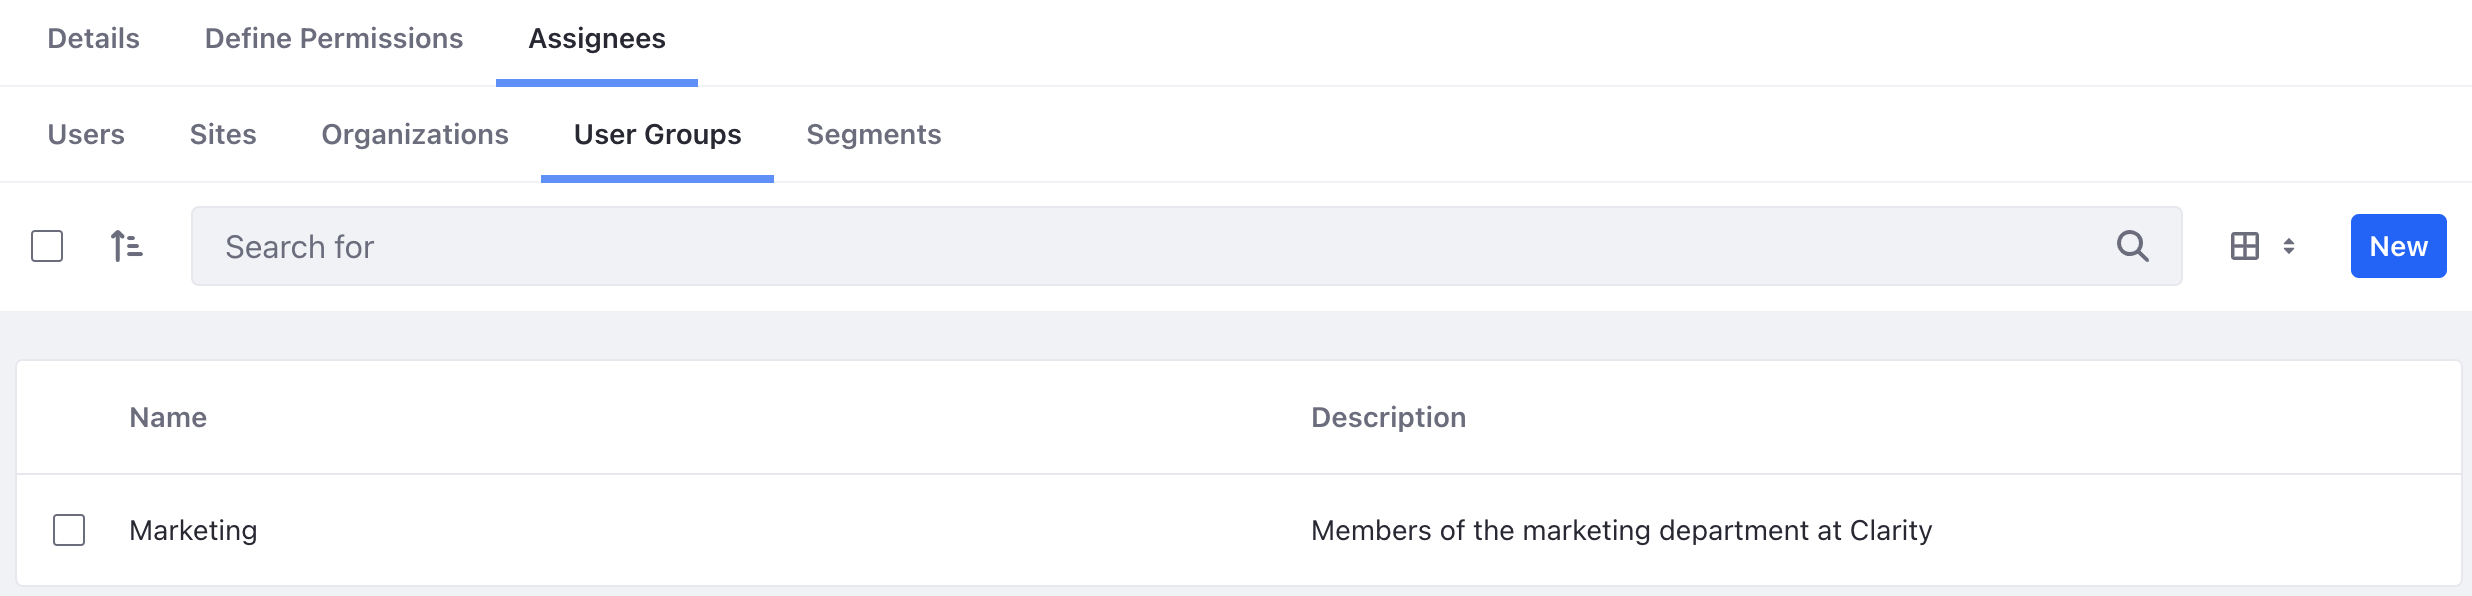 Details Define Permissions Assignees
Users Sites Organizations User Groups Segments
Search for New
Name Description
Marketing Members of the marketing department at Clarity